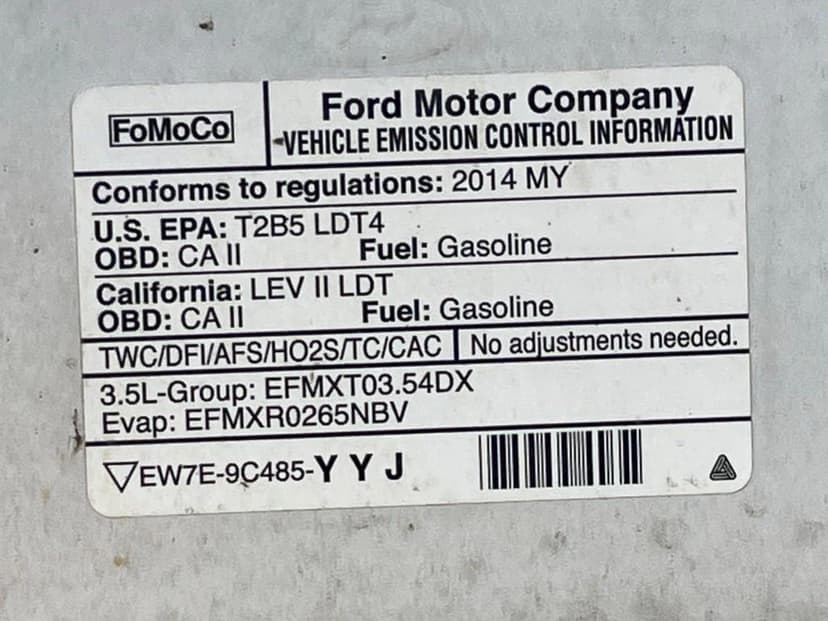 FoMoCo
Ford Motor Company
VEHICLE EMISSION CONTROL INFORMATION
Conforms to regulations: 2014 MY
U.S. EPA: T2B5 LDT4
OBD: CA II Fuel: Gasoline
California: LEV II LDT
OBD: CA II Fuel: Gasoline
TWC/DFI/AFS/HO2S/TC/CAC No adjustments needed.
3.5L-Group: EFMXT03.54DX
Evap: EFMXR0265NBV
▽EW7E-9C485-Y Y J